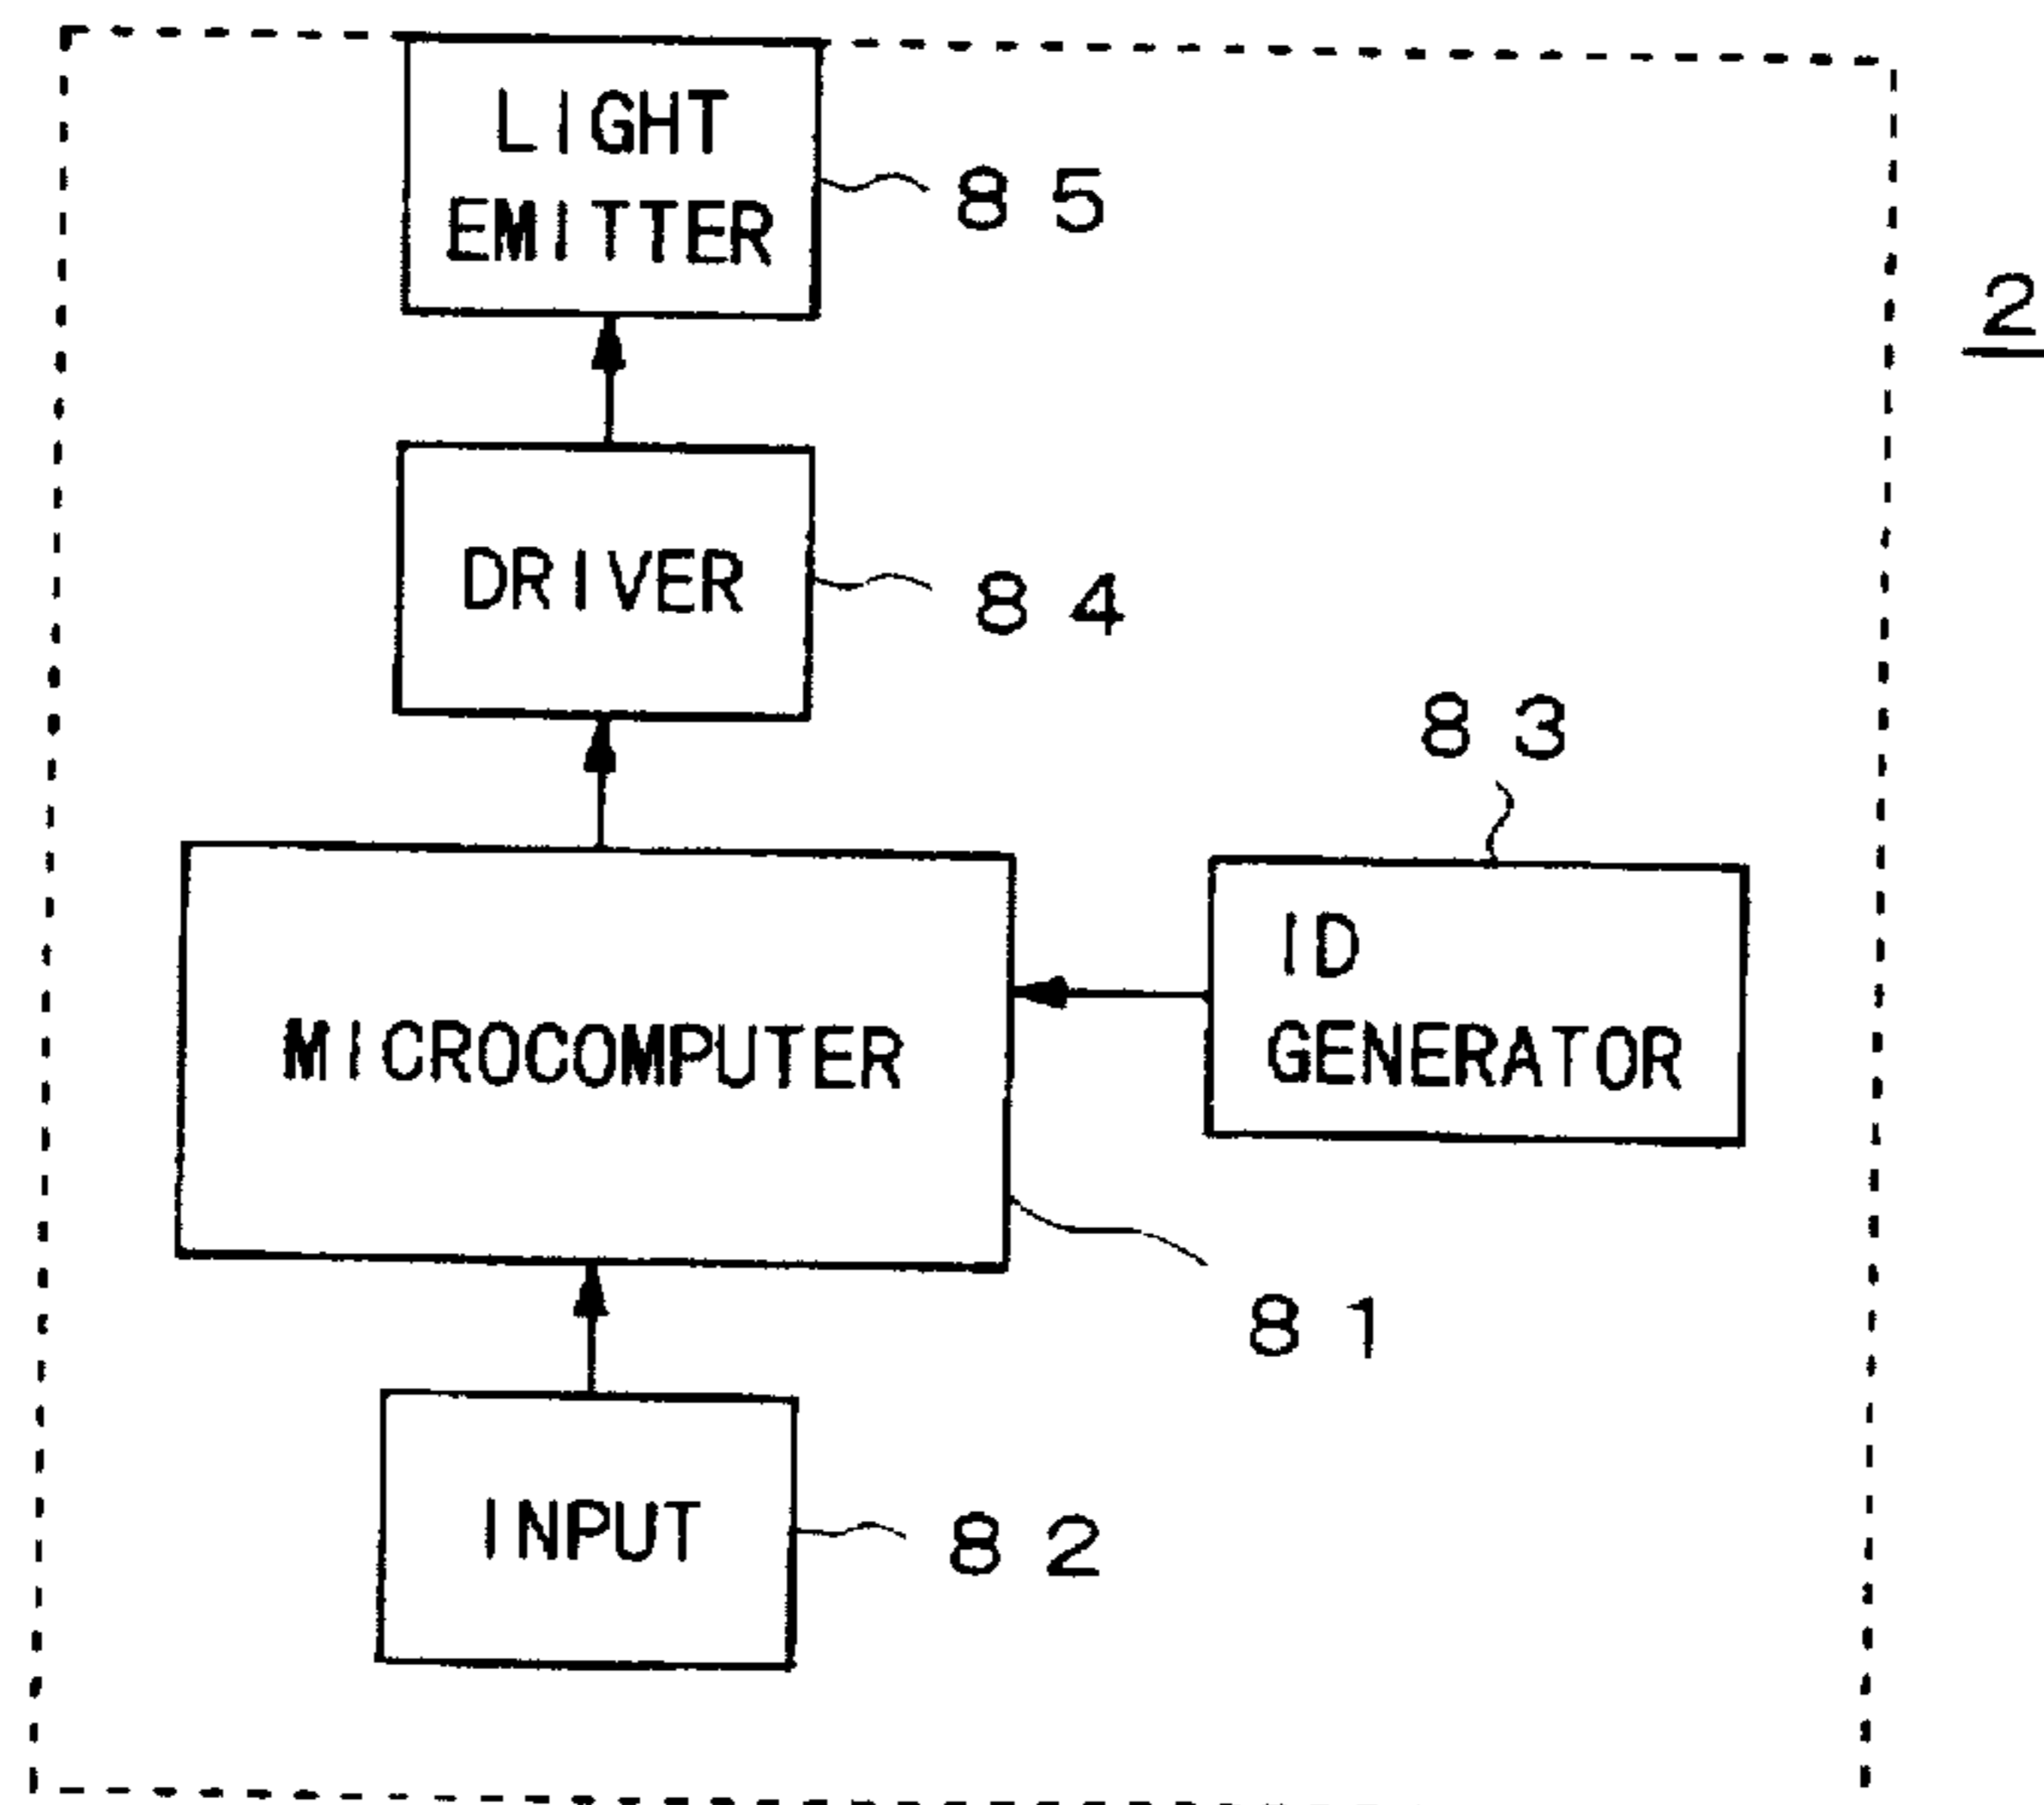 LIGHT
EMITTER
85
2
DRIVER
84
83
MICROCOMPUTER
ID
GENERATOR
81
INPUT
82